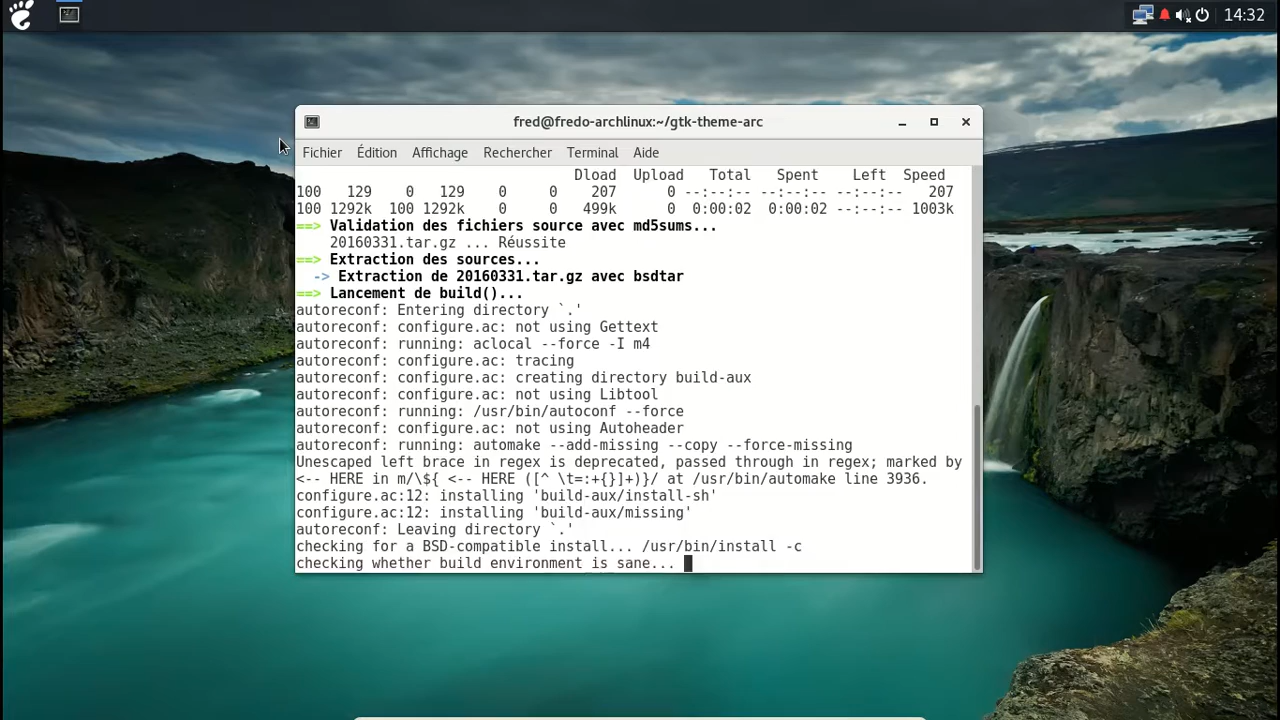 14:32
fred@fredo-archlinux:~/gtk-theme-arc
Fichier Édition Affichage Rechercher Terminal Aide
Dload Upload Total Spent Left Speed
100 129 0 129 0 0 207 0 --:--:-- --:--:-- --:--:-- 207
100 1292k 100 1292k 0 0 499k 0 0:00:02 0:00:02 --:--:-- 1003k
==> Validation des fichiers source avec md5sums...
20160331.tar.gz ... Réussite
==> Extraction des sources...
-> Extraction de 20160331.tar.gz avec bsdtar
==> Lancement de build()...
autoreconf: Entering directory `.'
autoreconf: configure.ac: not using Gettext
autoreconf: running: aclocal --force -I m4
autoreconf: configure.ac: tracing
autoreconf: configure.ac: creating directory build-aux
autoreconf: configure.ac: not using Libtool
autoreconf: running: /usr/bin/autoconf --force
autoreconf: configure.ac: not using Autoheader
autoreconf: running: automake --add-missing --copy --force-missing
Unescaped left brace in regex is deprecated, passed through in regex; marked by
<-- HERE in m/\${ <-- HERE ([^ \t=:+{}]+)}/ at /usr/bin/automake line 3936.
configure.ac:12: installing 'build-aux/install-sh'
configure.ac:12: installing 'build-aux/missing'
autoreconf: Leaving directory `.'
checking for a BSD-compatible install... /usr/bin/install -c
checking whether build environment is sane...